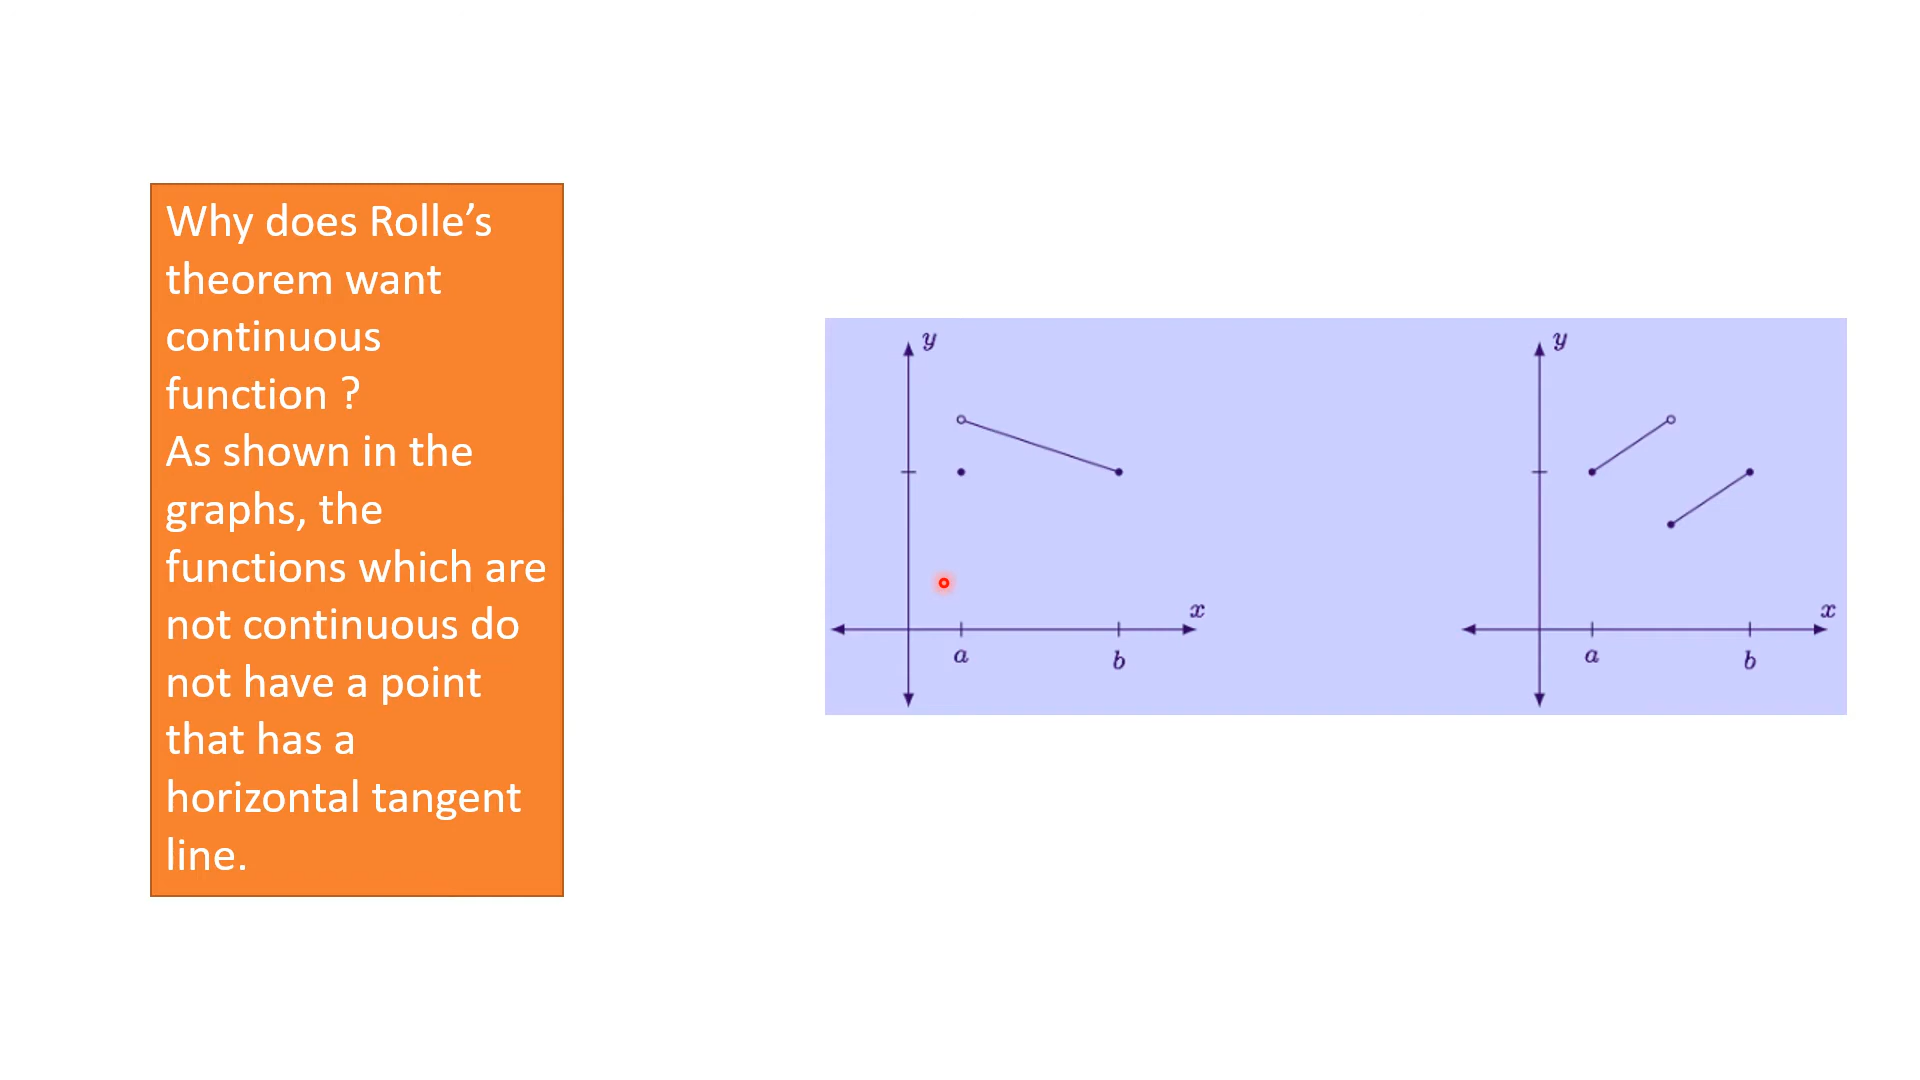 Why does Rolle’s
theorem want
continuous
function ?
As shown in the
graphs, the
functions which are
not continuous do
not have a point
that has a
horizontal tangent
line.
y
x
a
b
y
x
a
b